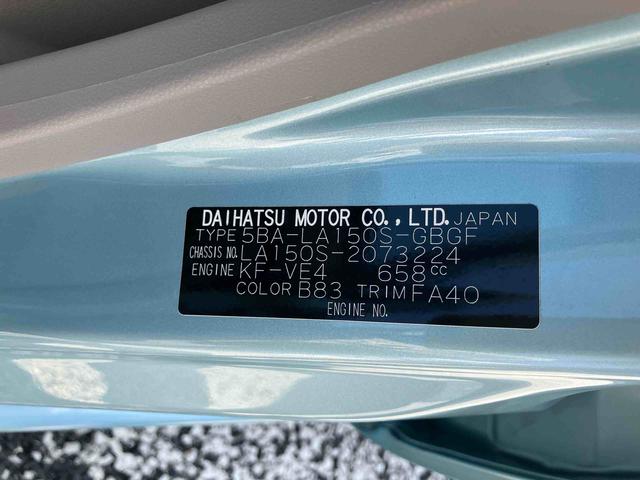 DAIHATSU MOTOR CO., LTD. JAPAN
TYPE 5BA-LA150S-GBGF
CHASSIS NO. LA150S-2073224
ENGINE KF-VE4 658cc
COLOR B83 TRIM FA40
ENGINE NO.